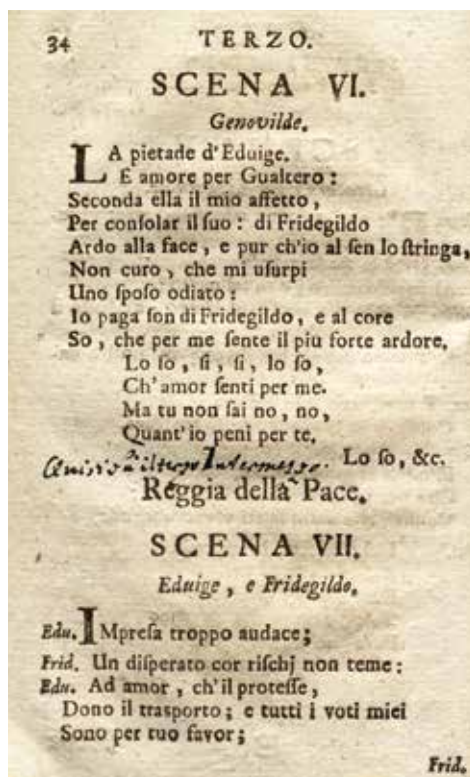 34 TERZO.
SCENA VI.
Genovilde.
LA pietade d'Eduige.
E amore per Gualtero :
Seconda ella il mio affetto ,
Per consolar il suo : di Fridegildo
Ardo alla face , e pur ch'io al sen lo stringa,
Non curo , che mi usurpi
Uno sposo odiato :
Io paga son di Fridegildo, e al core
So , che per me sente il piu forte ardore.
Lo so , si , si , lo so ,
Ch'amor senti per me.
Ma tu non sai no , no ,
Quant'io peni per te.
il terzo Intermezzo. Lo so , &c.
Reggia della Pace.
SCENA VII.
Eduige , e Fridegildo.
Edu. IMpresa troppo audace ;
Frid. Un disperato cor rischj non teme :
Edu. Ad amor , ch'il protesse ,
Dono il trasporto ; e tutti i voti miei
Sono per tuo favor ;
Frid.